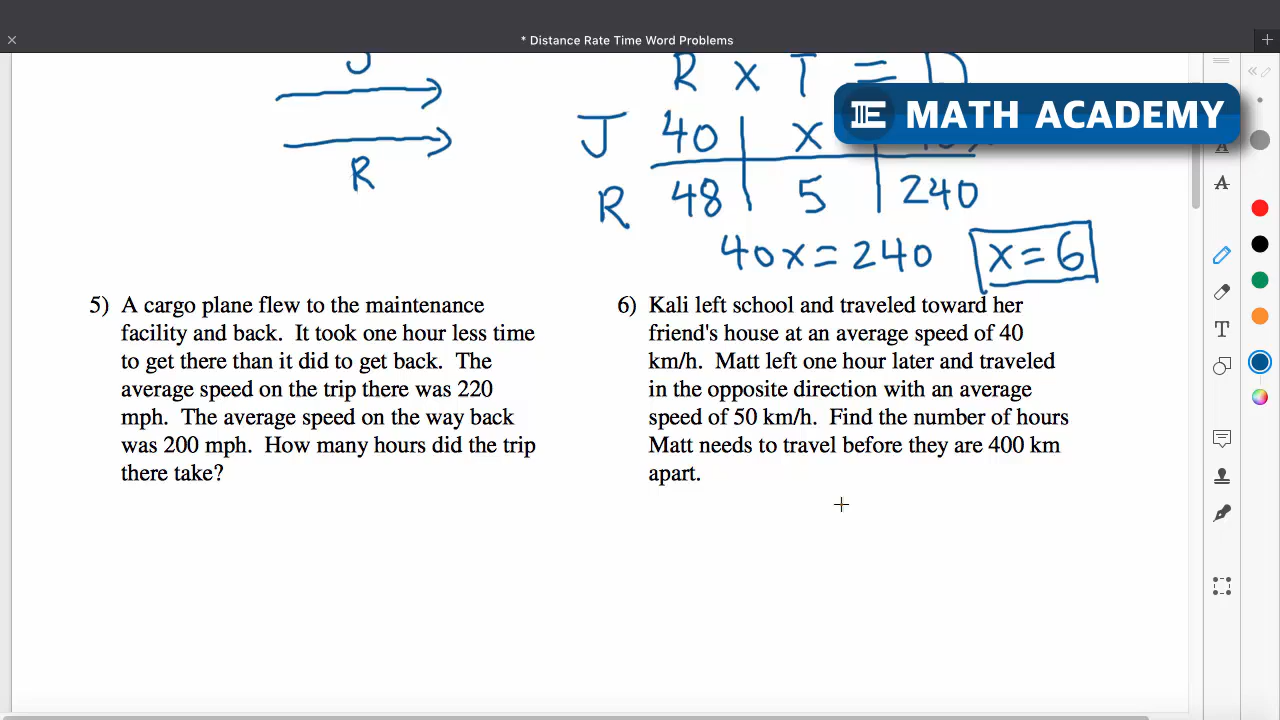 * Distance Rate Time Word Problems
J
R x T = D
MATH ACADEMY
J 40 x
R 48 5 240
R
40x = 240 x = 6
5) A cargo plane flew to the maintenance
facility and back. It took one hour less time
to get there than it did to get back. The
average speed on the trip there was 220
mph. The average speed on the way back
was 200 mph. How many hours did the trip
there take?
6) Kali left school and traveled toward her
friend's house at an average speed of 40
km/h. Matt left one hour later and traveled
in the opposite direction with an average
speed of 50 km/h. Find the number of hours
Matt needs to travel before they are 400 km
apart.